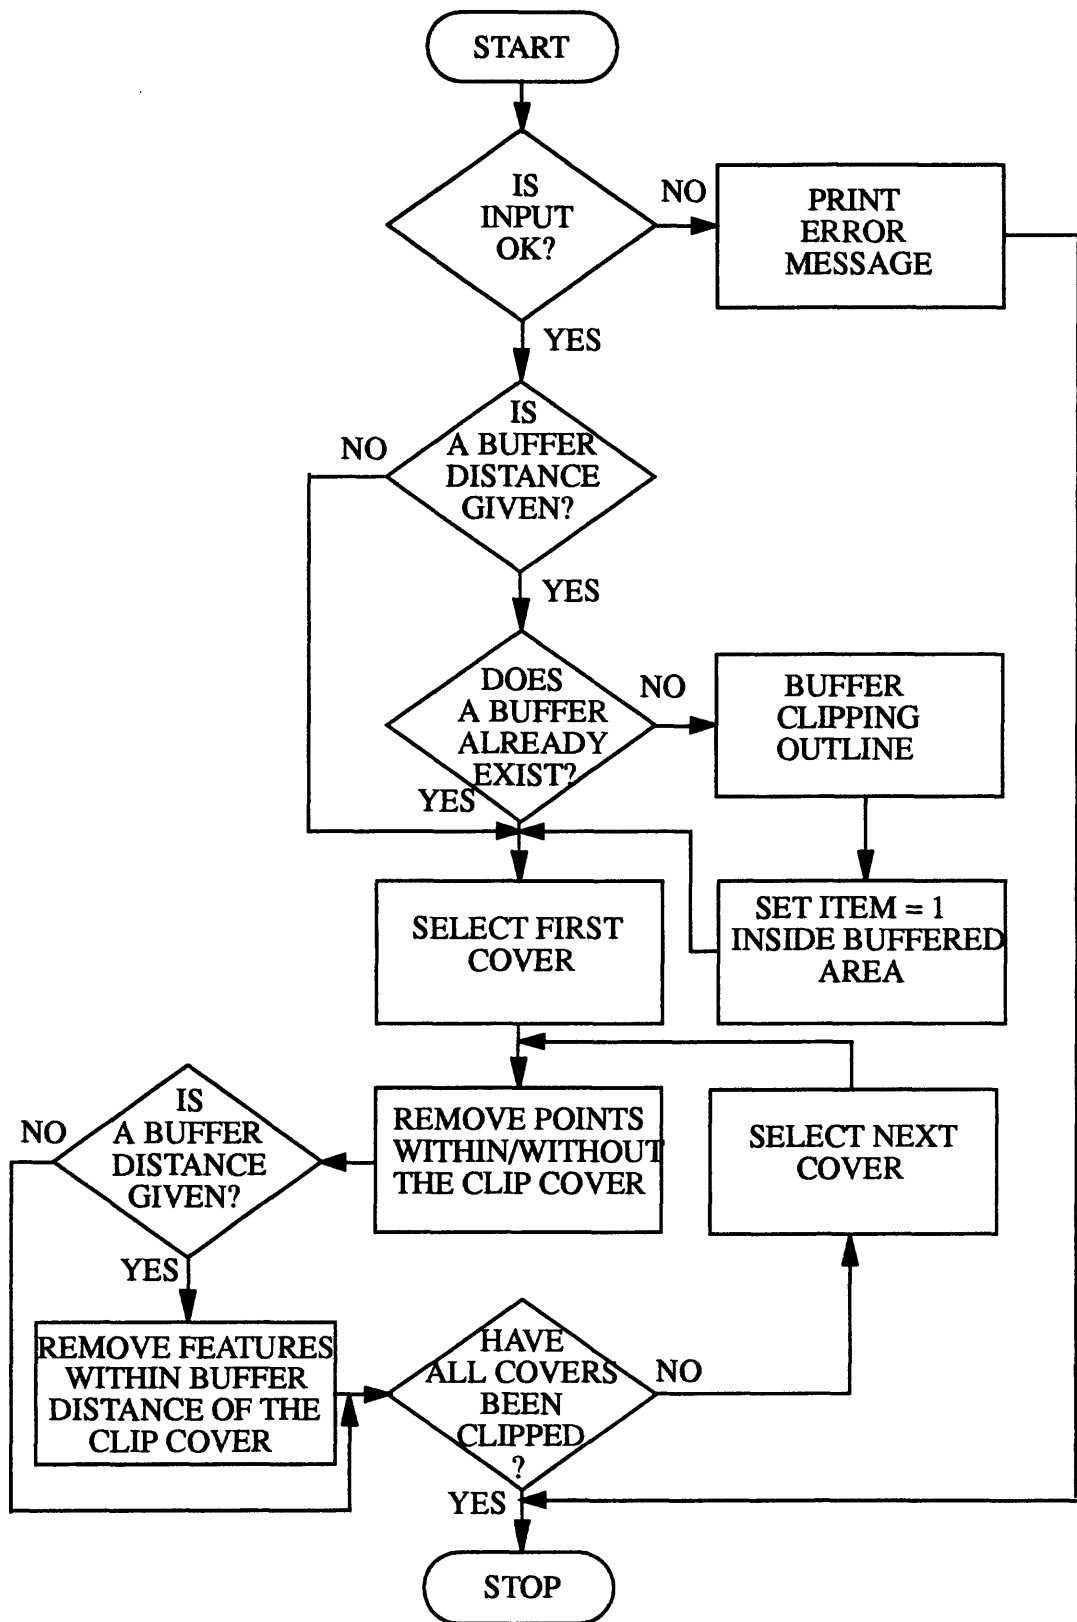 START
IS
INPUT
OK?
NO
PRINT
ERROR
MESSAGE
YES
IS
A BUFFER
DISTANCE
GIVEN?
NO
YES
DOES
A BUFFER
ALREADY
EXIST?
NO
BUFFER
CLIPPING
OUTLINE
YES
SELECT FIRST
COVER
SET ITEM = 1
INSIDE BUFFERED
AREA
REMOVE POINTS
WITHIN/WITHOUT
THE CLIP COVER
SELECT NEXT
COVER
IS
A BUFFER
DISTANCE
GIVEN?
NO
YES
REMOVE FEATURES
WITHIN BUFFER
DISTANCE OF THE
CLIP COVER
HAVE
ALL COVERS
BEEN
CLIPPED
?
NO
YES
STOP